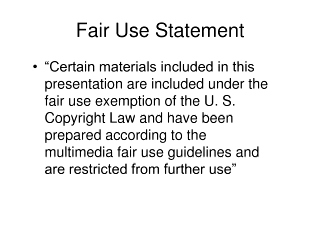 Fair Use Statement
• “Certain materials included in this
presentation are included under the
fair use exemption of the U. S.
Copyright Law and have been
prepared according to the
multimedia fair use guidelines and
are restricted from further use”